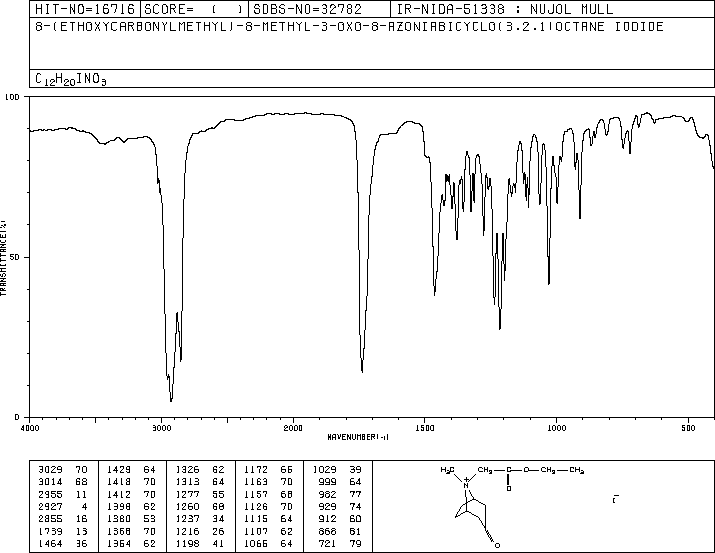 HIT-NO=16716 SCORE= ( ) SDBS-NO=32782 IR-NIDA-51338 : NUJOL MULL
8-(ETHOXYCARBONYLMETHYL)-8-METHYL-3-OXO-8-AZONIABICYCLO(3.2.1)OCTANE IODIDE
C12H20INO3
100
50
0
TRANSMITTANCE(%)
4000 3000 2000 1500 1000 500
WAVENUMBER(-1)
3029 70 1429 64 1326 62 1172 66 1029 39
3014 68 1418 70 1313 64 1163 70 999 64
2955 11 1412 70 1277 55 1157 68 982 77
2927 4 1398 62 1260 68 1126 70 929 74
2855 16 1380 53 1237 34 1115 64 912 60
1739 13 1368 70 1216 26 1107 62 868 81
1464 36 1364 62 1198 41 1066 64 721 79
H3C CH2 C O CH2 CH3
+
N
O
I-
O